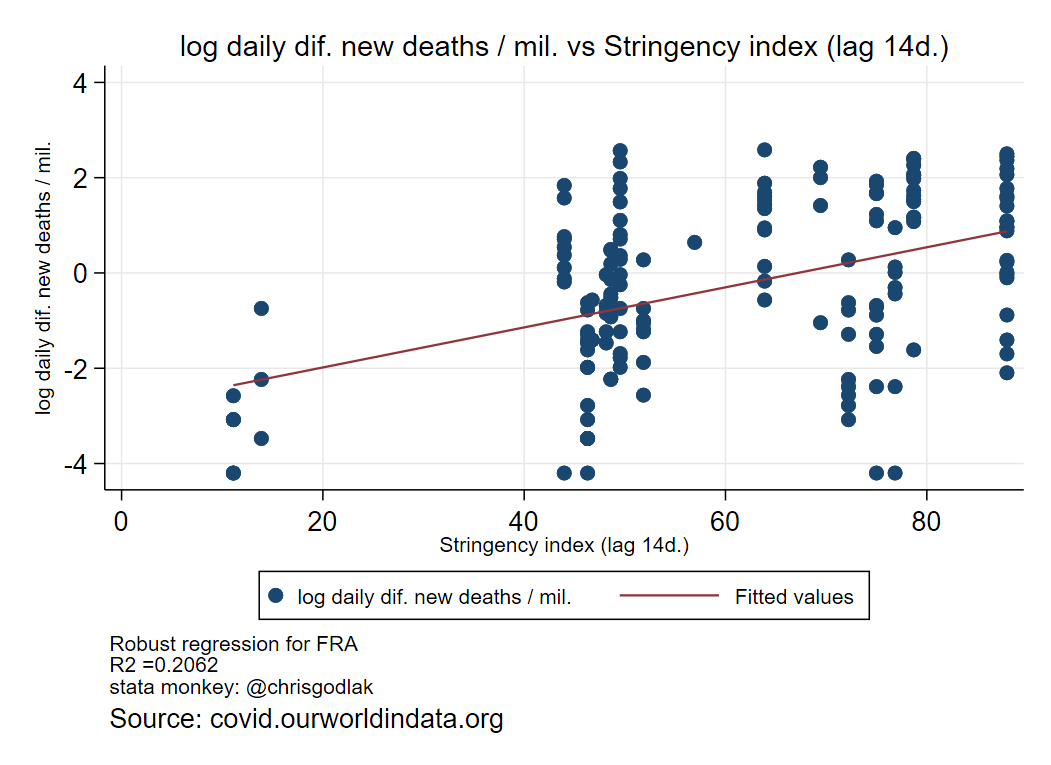 log daily dif. new deaths / mil. vs Stringency index (lag 14d.)
log daily dif. new deaths / mil.
4
2
0
-2
-4
0 20 40 60 80
Stringency index (lag 14d.)
log daily dif. new deaths / mil. Fitted values
Robust regression for FRA
R2 =0.2062
stata monkey: @chrisgodlak
Source: covid.ourworldindata.org